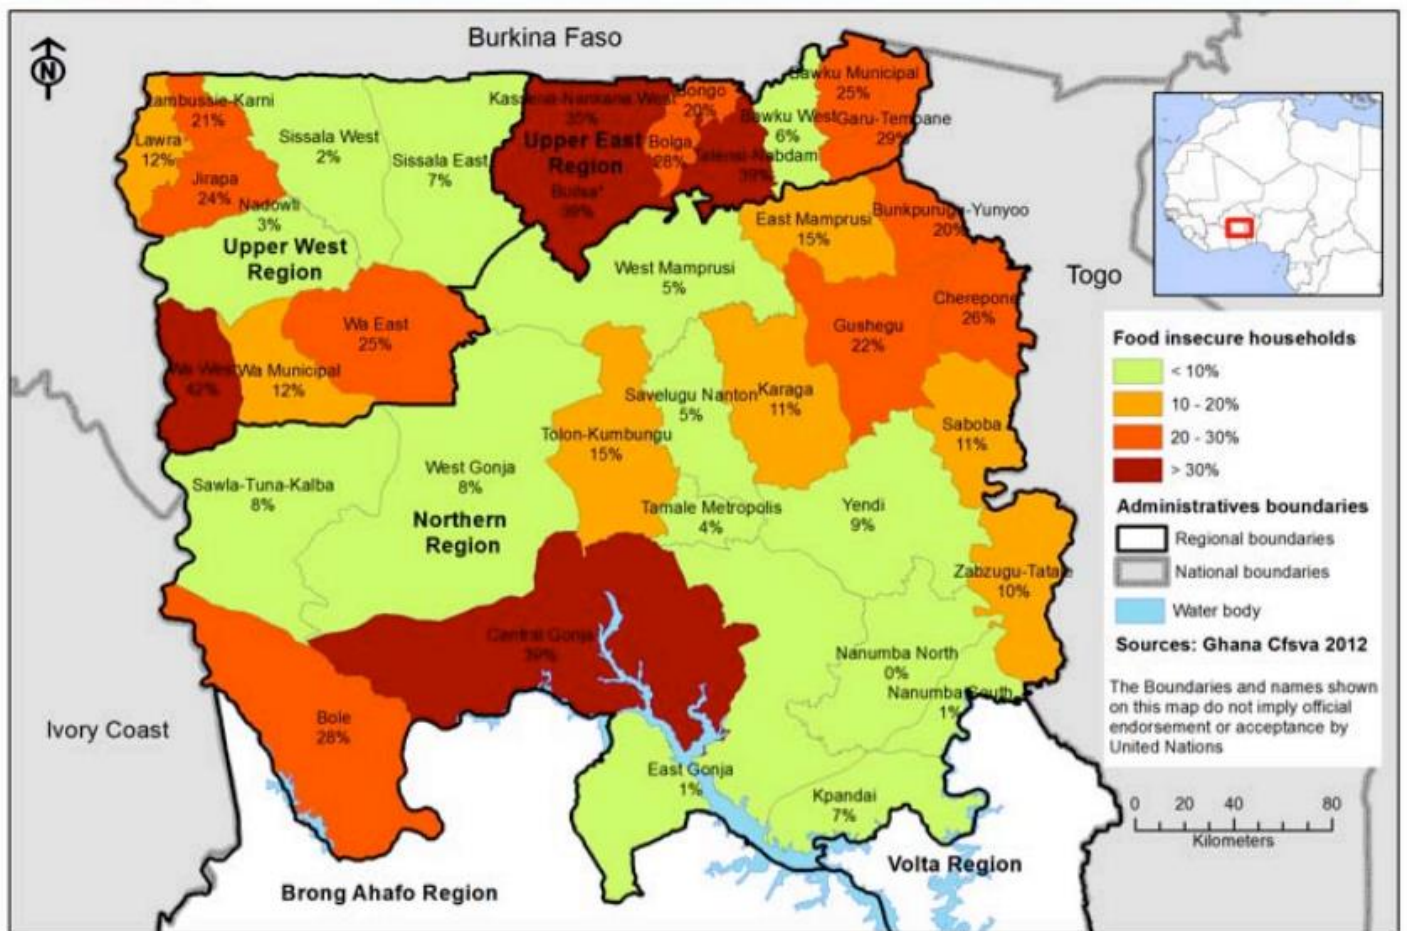 Burkina Faso
N
Bawku Municipal
25%
Lambussie-Karni
21%
Kassena-Nankana West
35%
Bongo
20%
Sissala West
2%
Lawra
12%
Bawku West
6%
Garu-Tempane
29%
Upper East
Region
Bolga
28%
Talensi-Nabdam
39%
Sissala East
7%
Jirapa
24%
Builsa*
Nadowli
3%
Upper West
Region
East Mamprusi
15%
Bunkpurugu-Yunyoo
20%
West Mamprusi
5%
Togo
Cherepone
26%
Wa East
25%
Gushegu
22%
Wa West
42%
Wa Municipal
12%
Savelugu Nanton
5%
Karaga
11%
Saboba
11%
Tolon-Kumbungu
15%
West Gonja
8%
Sawla-Tuna-Kalba
8%
Northern
Region
Tamale Metropolis
4%
Yendi
9%
Zabzugu-Tatale
10%
Central Gonja
39%
Nanumba North
0%
Nanumba South
1%
Bole
28%
Ivory Coast
East Gonja
1%
Kpandai
7%
Volta Region
Brong Ahafo Region
Food insecure households
< 10%
10 - 20%
20 - 30%
> 30%
Administratives boundaries
Regional boundaries
National boundaries
Water body
Sources: Ghana Cfsva 2012
The Boundaries and names shown
on this map do not imply official
endorsement or acceptance by
United Nations
0 20 40 80
Kilometers